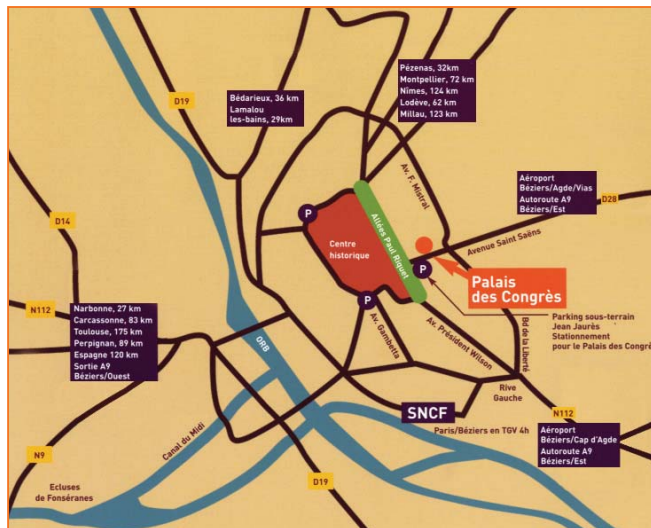 D19
Bédarieux, 36 km
Lamalou
les-bains, 29km
Pézenas, 32km
Montpellier, 72 km
Nîmes, 124 km
Lodève, 62 km
Millau, 123 km
Av. F. Mistral
Aéroport
Béziers/Agde/Vias
Autoroute A9
Béziers/Est
D28
D14
P
Centre
historique
Allées Paul Riquet
Avenue Saint Saëns
P
Palais
des Congrès
N112
Narbonne, 27 km
Carcassonne, 83 km
Toulouse, 175 km
Perpignan, 89 km
Espagne 120 km
Sortie A9
Béziers/Ouest
P
Parking sous-terrain
Jean Jaurès
Stationnement
pour le Palais des Congrè
ORB
Av. Gambetta
Av. Président Wilson
Bd de la Liberté
Rive
Gauche
SNCF
N112
Paris/Béziers en TGV 4h
Aéroport
Béziers/Cap d'Agde
Autoroute A9
Béziers/Est
Canal du Midi
N9
Ecluses
de Fonséranes
D19